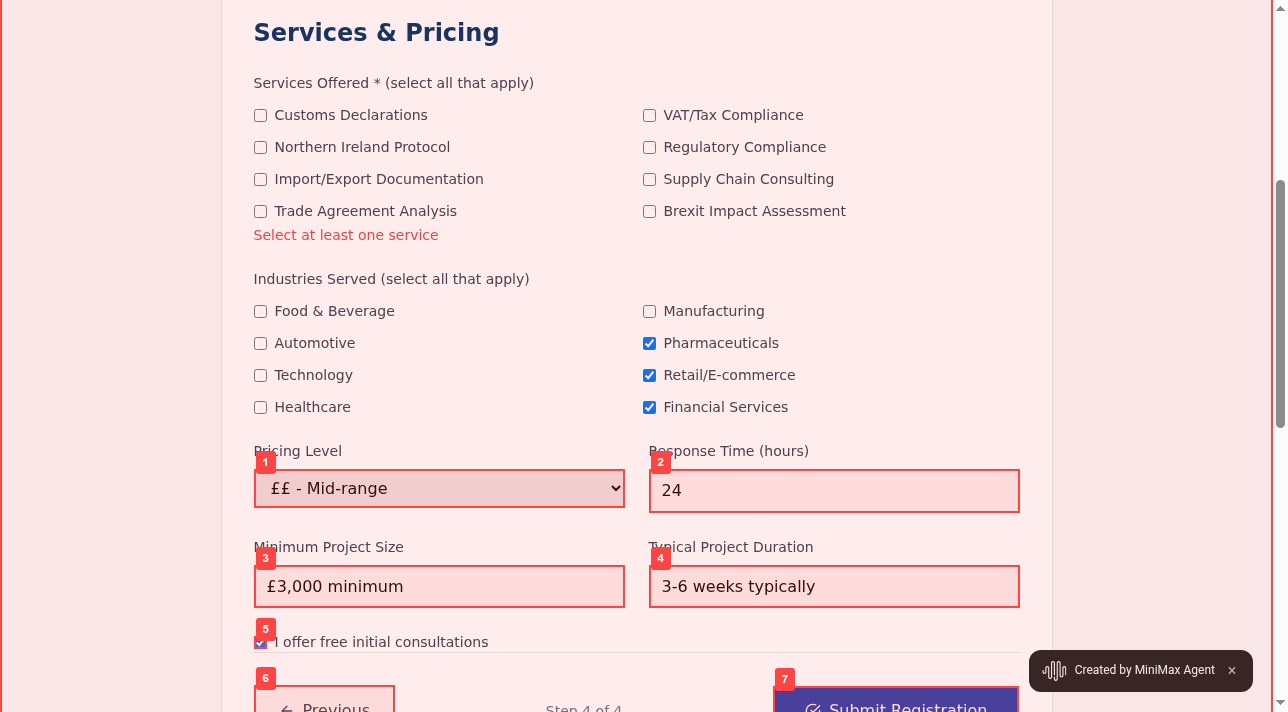 Services & Pricing
Services Offered * (select all that apply)
Customs Declarations
VAT/Tax Compliance
Northern Ireland Protocol
Regulatory Compliance
Import/Export Documentation
Supply Chain Consulting
Trade Agreement Analysis
Brexit Impact Assessment
Select at least one service
Industries Served (select all that apply)
Food & Beverage
Manufacturing
Automotive
Pharmaceuticals
Technology
Retail/E-commerce
Healthcare
Financial Services
Pricing Level
Response Time (hours)
1
2
££ - Mid-range
24
Minimum Project Size
Typical Project Duration
3
4
£3,000 minimum
3-6 weeks typically
5
I offer free initial consultations
6
7
Created by MiniMax Agent ×
Previous
Step 4 of 4
Submit Registration